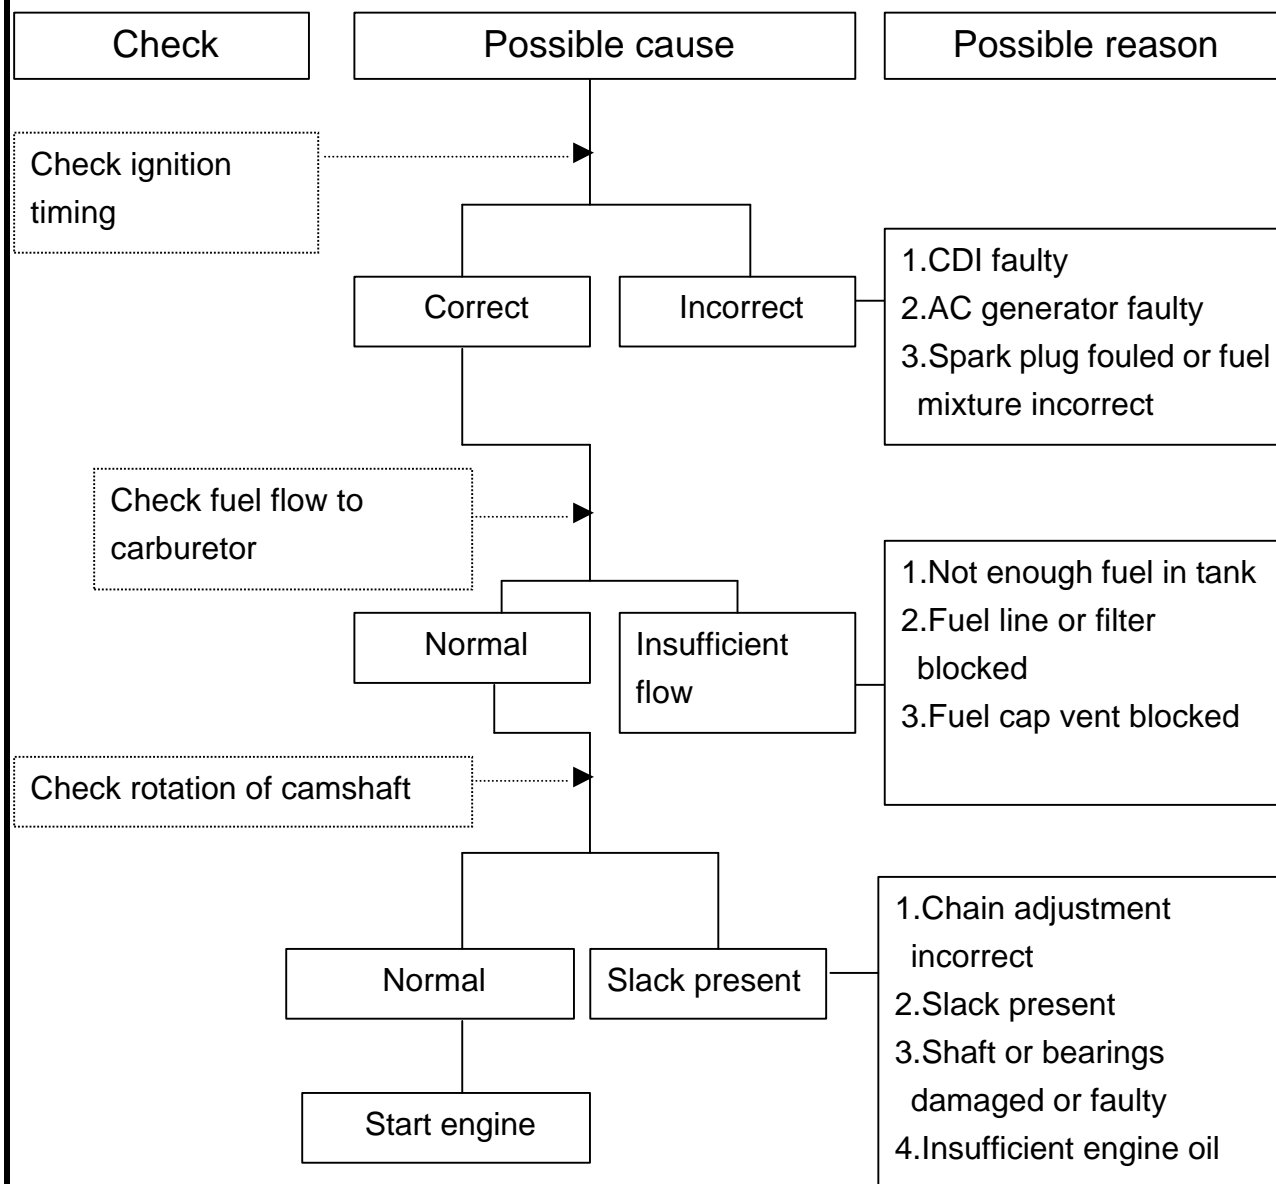 Check
Possible cause
Possible reason
Check ignition
timing
Correct
Incorrect
1.CDI faulty
2.AC generator faulty
3.Spark plug fouled or fuel
mixture incorrect
Check fuel flow to
carburetor
Normal
Insufficient
flow
1.Not enough fuel in tank
2.Fuel line or filter
blocked
3.Fuel cap vent blocked
Check rotation of camshaft
Normal
Slack present
1.Chain adjustment
incorrect
2.Slack present
3.Shaft or bearings
damaged or faulty
4.Insufficient engine oil
Start engine